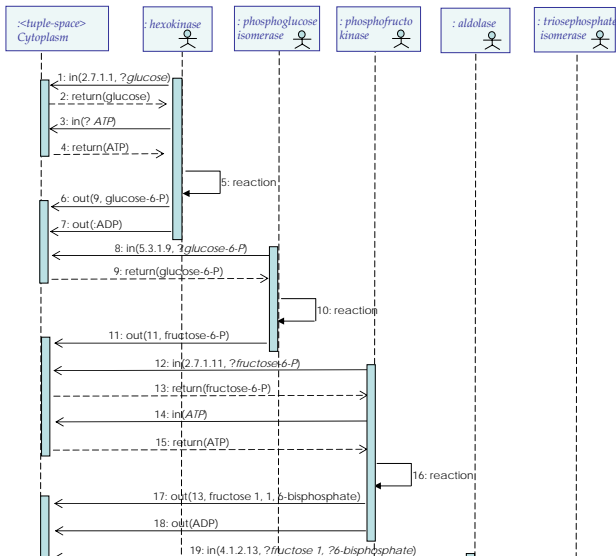 :<tuple-space>
Cytoplasm
: hexokinase
: phosphoglucose
isomerase
: phosphofructo
kinase
: aldolase
: triosephosphate
isomerase
1: in(2.7.1.1, ?glucose)
2: return(glucose)
3: in(? ATP)
4: return(ATP)
5: reaction
6: out(9, glucose-6-P)
7: out(:ADP)
8: in(5.3.1.9, ?glucose-6-P)
9: return(glucose-6-P)
10: reaction
11: out(11, fructose-6-P)
12: in(2.7.1.11, ?fructose-6-P)
13: return(fructose-6-P)
14: in(ATP)
15: return(ATP)
16: reaction
17: out(13, fructose 1, 1, 6-bisphosphate)
18: out(ADP)
19: in(4.1.2.13, ?fructose 1, ?6-bisphosphate)